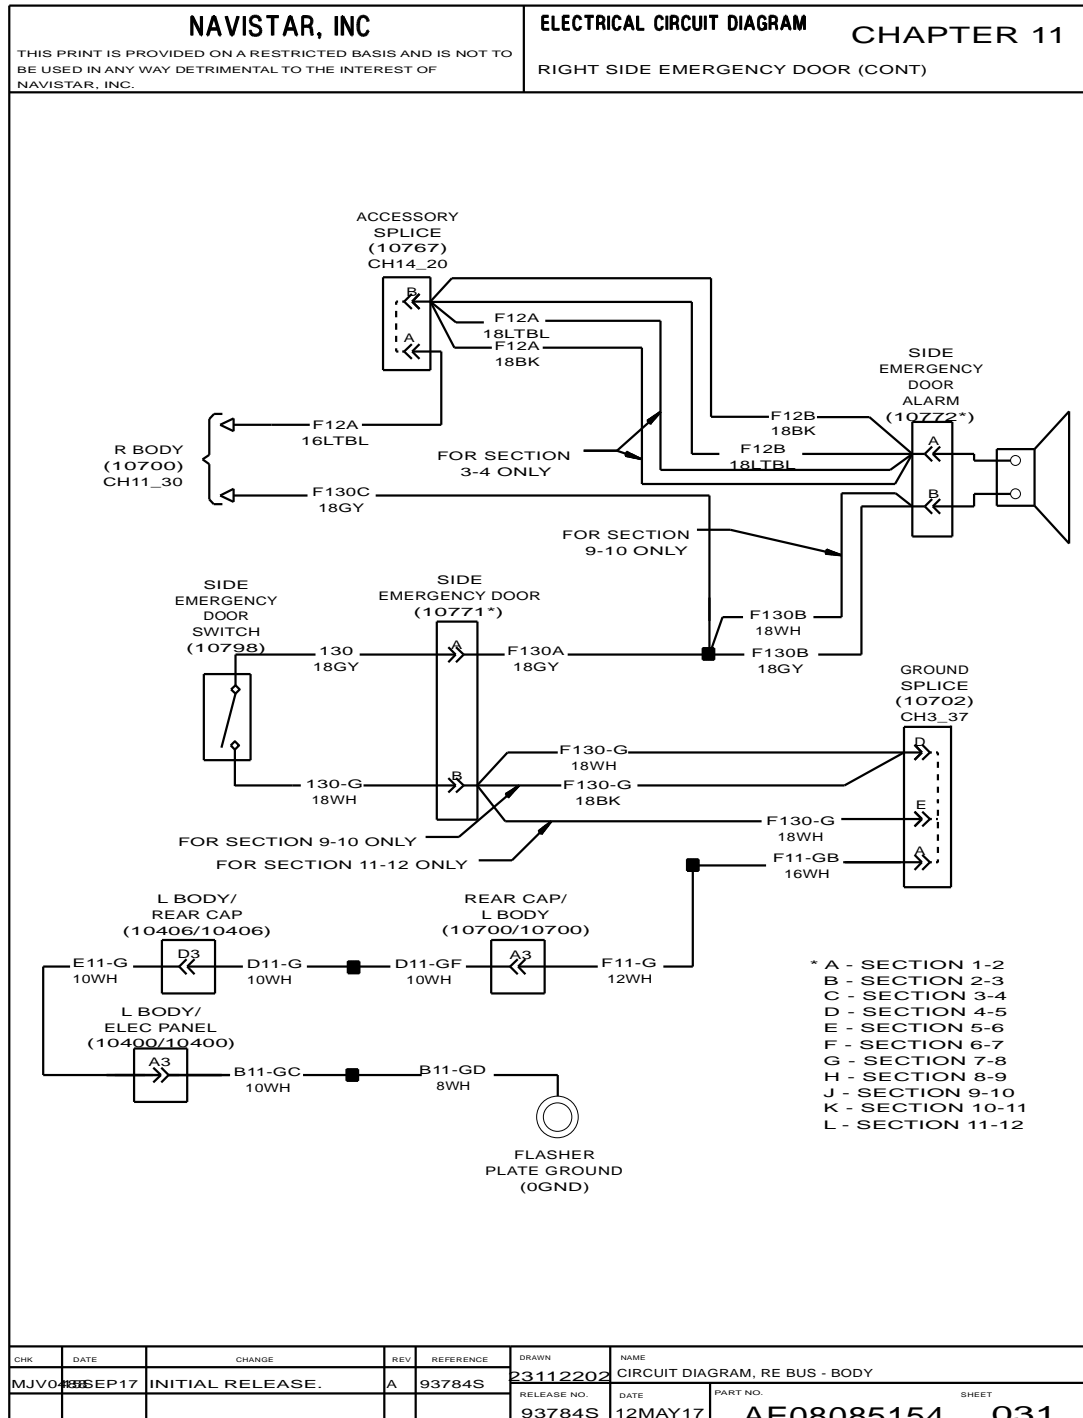 NAVISTAR, INC
THIS PRINT IS PROVIDED ON A RESTRICTED BASIS AND IS NOT TO
BE USED IN ANY WAY DETRIMENTAL TO THE INTEREST OF
NAVISTAR, INC.
ELECTRICAL CIRCUIT DIAGRAM
CHAPTER 11
RIGHT SIDE EMERGENCY DOOR (CONT)
ACCESSORY
SPLICE
(10767)
CH14_20
B
A
F12A
18LTBL
F12A
18BK
SIDE
EMERGENCY
DOOR
ALARM
(10772*)
A
B
F12B
18BK
F12B
18LTBL
F12A
16LTBL
R BODY
(10700)
CH11_30
F130C
18GY
FOR SECTION
3-4 ONLY
FOR SECTION
9-10 ONLY
SIDE
EMERGENCY
DOOR
SWITCH
(10798)
SIDE
EMERGENCY DOOR
(10771*)
A
B
130
18GY
F130A
18GY
F130B
18WH
F130B
18GY
GROUND
SPLICE
(10702)
CH3_37
D
E
A
130-G
18WH
F130-G
18WH
F130-G
18BK
F130-G
18WH
FOR SECTION 9-10 ONLY
FOR SECTION 11-12 ONLY
F11-GB
16WH
L BODY/
REAR CAP
(10406/10406)
D3
REAR CAP/
L BODY
(10700/10700)
A3
E11-G
10WH
D11-G
10WH
D11-GF
10WH
F11-G
12WH
L BODY/
ELEC PANEL
(10400/10400)
A3
B11-GC
10WH
B11-GD
8WH
FLASHER
PLATE GROUND
(0GND)
* A - SECTION 1-2
B - SECTION 2-3
C - SECTION 3-4
D - SECTION 4-5
E - SECTION 5-6
F - SECTION 6-7
G - SECTION 7-8
H - SECTION 8-9
J - SECTION 9-10
K - SECTION 10-11
L - SECTION 11-12
CHK DATE CHANGE REV REFERENCE
INITIAL RELEASE. A 93784S
DRAWN
23112202
NAME
CIRCUIT DIAGRAM, RE BUS - BODY
RELEASE NO.
93784S
DATE
12MAY17
PART NO.
AE08085154
SHEET
031